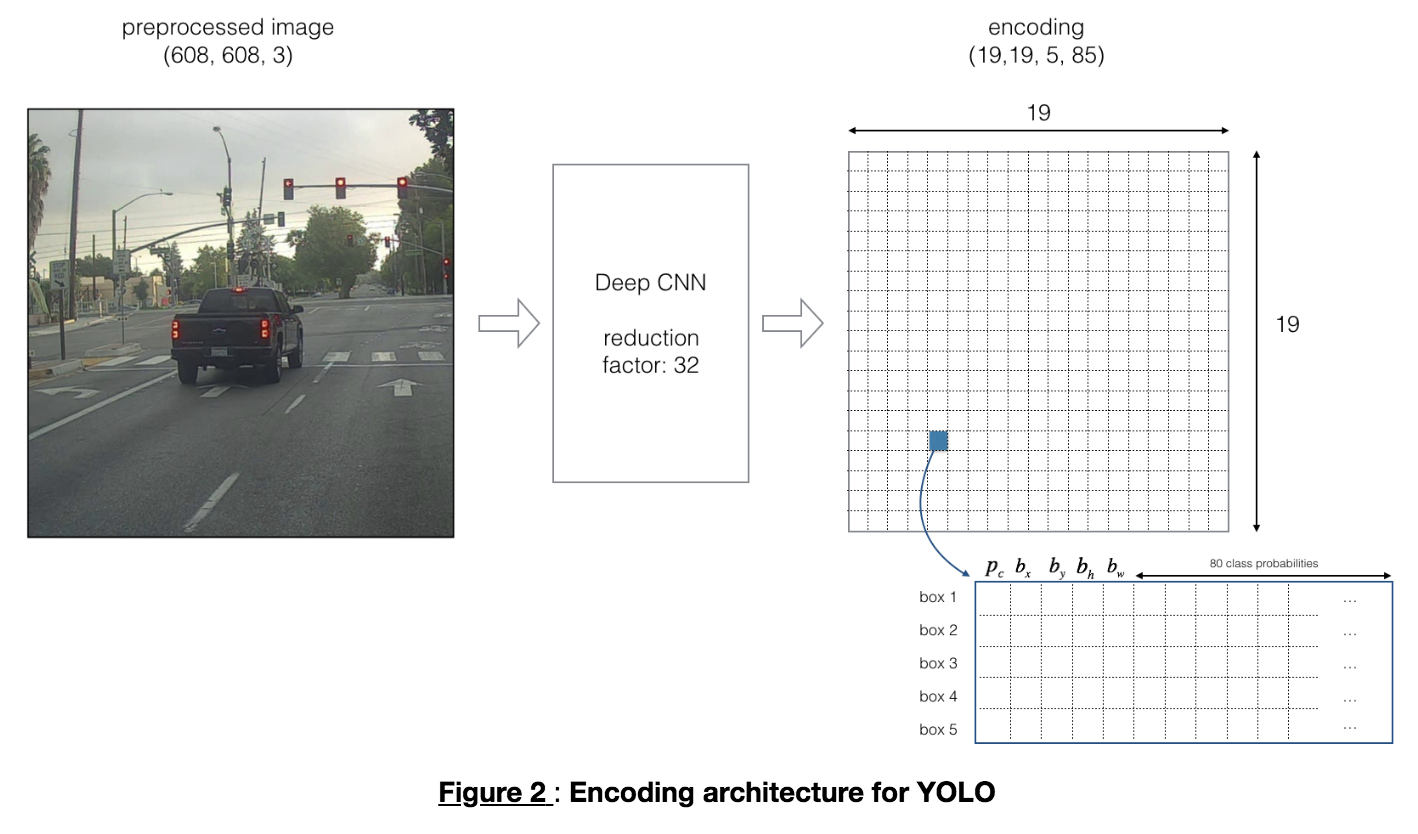 preprocessed image
(608, 608, 3)
encoding
(19,19, 5, 85)
19
19
Deep CNN
reduction
factor: 32
p_c b_x b_y b_h b_w
80 class probabilities
box 1 ...
box 2 ...
box 3 ...
box 4 ...
box 5 ...
Figure 2 : Encoding architecture for YOLO